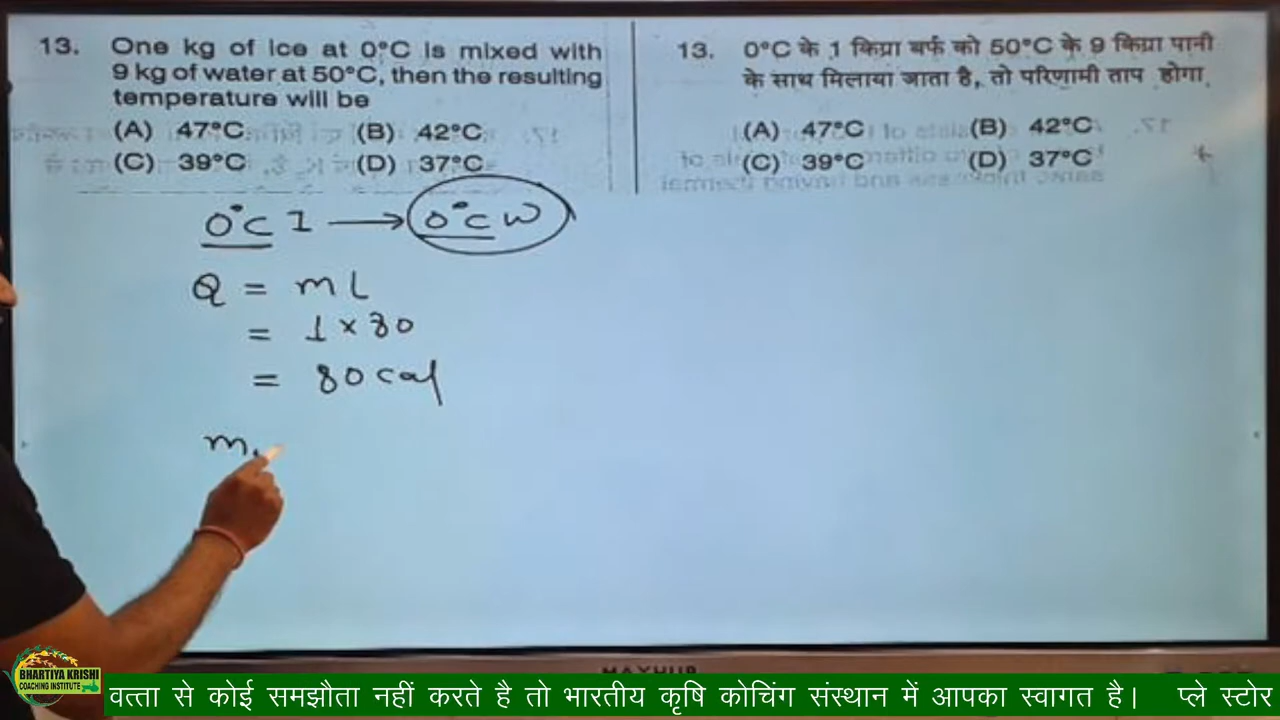 13. One kg of ice at 0°C is mixed with
9 kg of water at 50°C, then the resulting
temperature will be
(A) 47°C (B) 42°C
(C) 39°C (D) 37°C
13. 0°C के 1 किग्रा बर्फ को 50°C के 9 किग्रा पानी
के साथ मिलाया जाता है, तो परिणामी ताप होगा
(A) 47°C (B) 42°C
(C) 39°C (D) 37°C
0°C I → 0°C W
Q = mL
= 1 × 80
= 80 cal
m
BHARTIYA KRISHI
COACHING INSTITUTE
वत्ता से कोई समझौता नहीं करते है तो भारतीय कृषि कोचिंग संस्थान में आपका स्वागत है। प्ले स्टोर